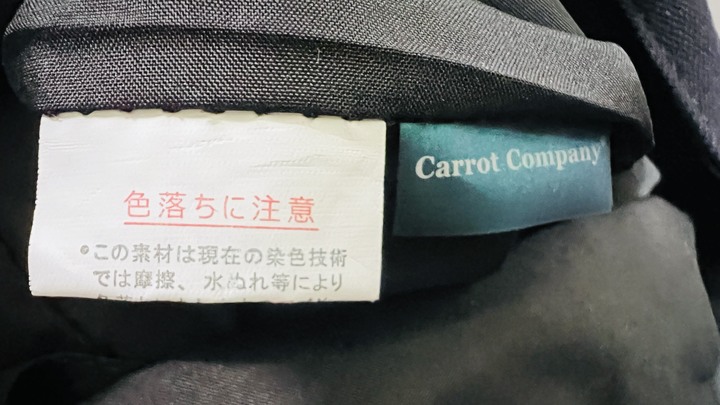 色落ちに注意
°この素材は現在の染色技術
では摩擦、水ぬれ等により
Carrot Company